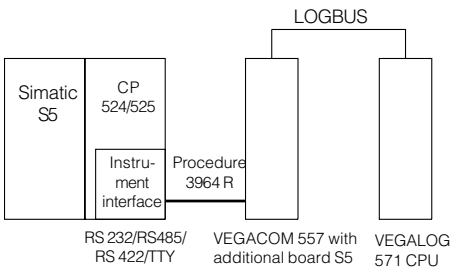 LOGBUS
Simatic
S5
CP
524/525
Instru-
ment
interface
Procedure
3964 R
RS 232/RS485/
RS 422/TTY
VEGACOM 557 with
additional board S5
VEGALOG
571 CPU